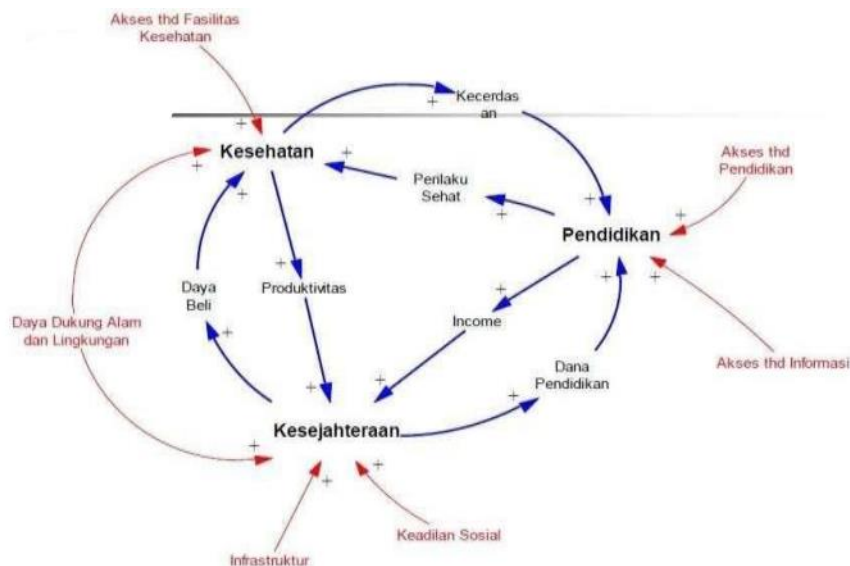 Akses thd Fasilitas
Kesehatan
+
Kecerdas
an
+
Kesehatan
+
+
Perilaku
Sehat
+
+
Akses thd
Pendidikan
+
+
Pendidikan
+
+
+
Daya
Beli
+
Produktivitas
+
Income
Daya Dukung Alam
dan Lingkungan
+
Akses thd Informasi
Dana
Pendidikan
+
+
+
Kesejahteraan
+
+
+
Keadilan Sosial
Infrastruktur